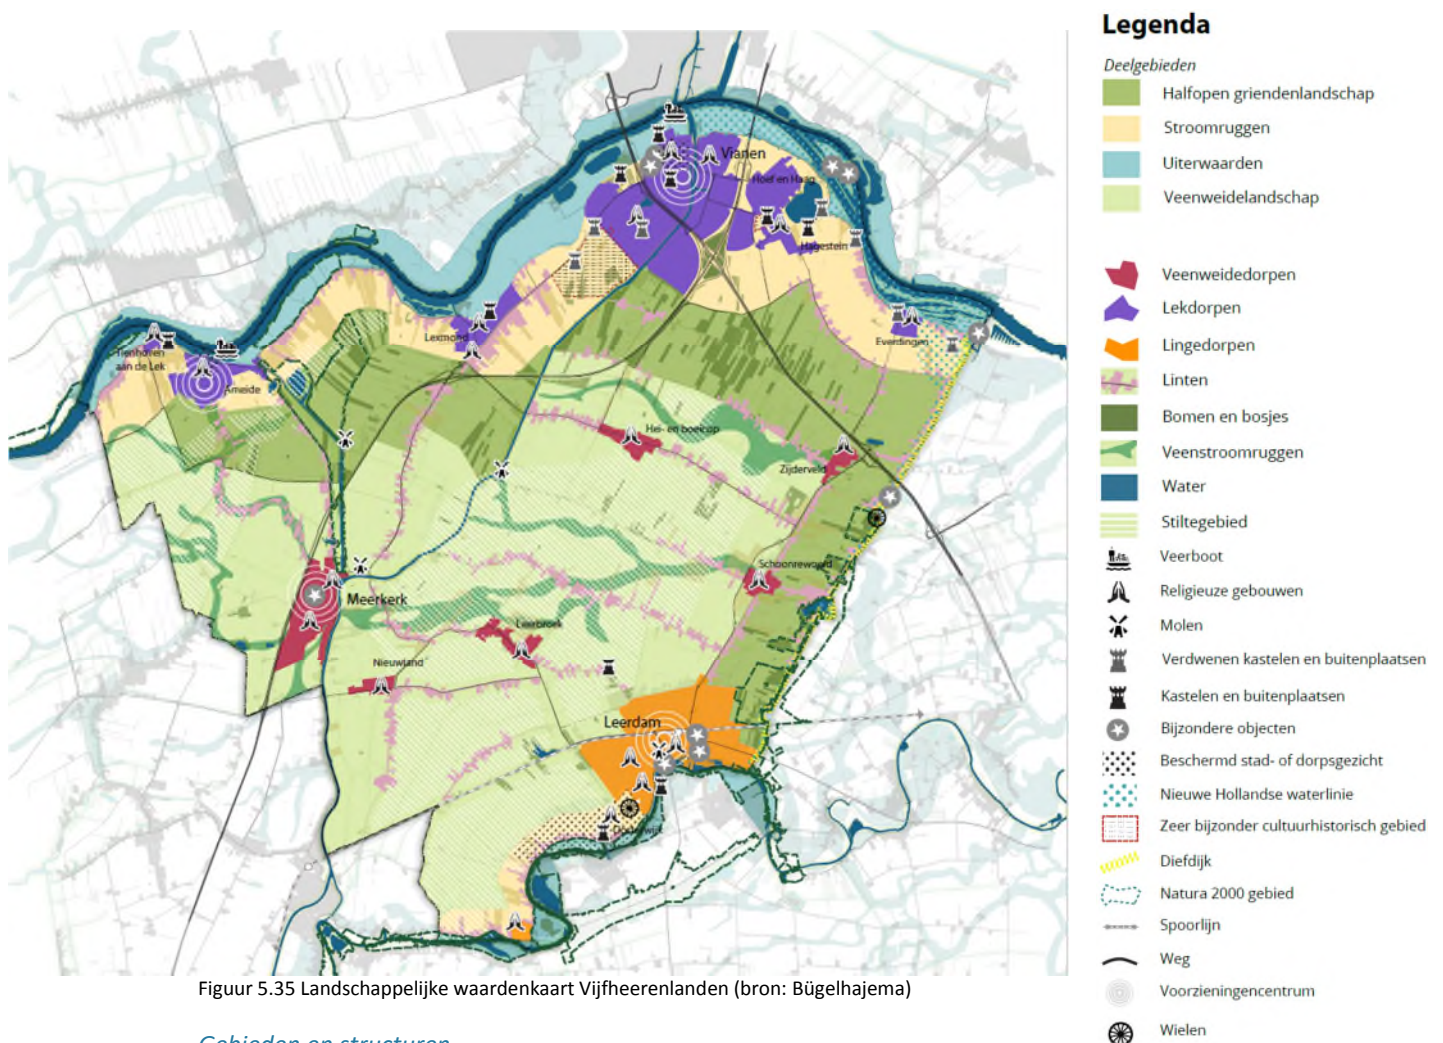 Legenda
Deelgebieden
Halfopen griendenlandschap
Stroomruggen
Uiterwaarden
Veenweidelandschap
Veenweidedorpen
Lekdorpen
Lingedorpen
Linten
Bomen en bosjes
Veenstroomruggen
Water
Stiltegebied
Veerboot
Religieuze gebouwen
Molen
Verdwenen kastelen en buitenplaatsen
Kastelen en buitenplaatsen
Bijzondere objecten
Beschermd stad- of dorpsgezicht
Nieuwe Hollandse waterlinie
Zeer bijzonder cultuurhistorisch gebied
Diefdijk
Natura 2000 gebied
Spoorlijn
Weg
Voorzieningencentrum
Wielen
Vianen
Hoef en Haag
Hagestein
Lexmond
Everdingen
Tienhoven
aan de Lek
Ameide
Hei- en boeicop
Zijderveld
Schoonrewoerd
Meerkerk
Leerbroek
Nieuwland
Leerdam
Oosterwijk
Figuur 5.35 Landschappelijke waardenkaart Vijfheerenlanden (bron: Bügelhajema)
Gebieden en structuren